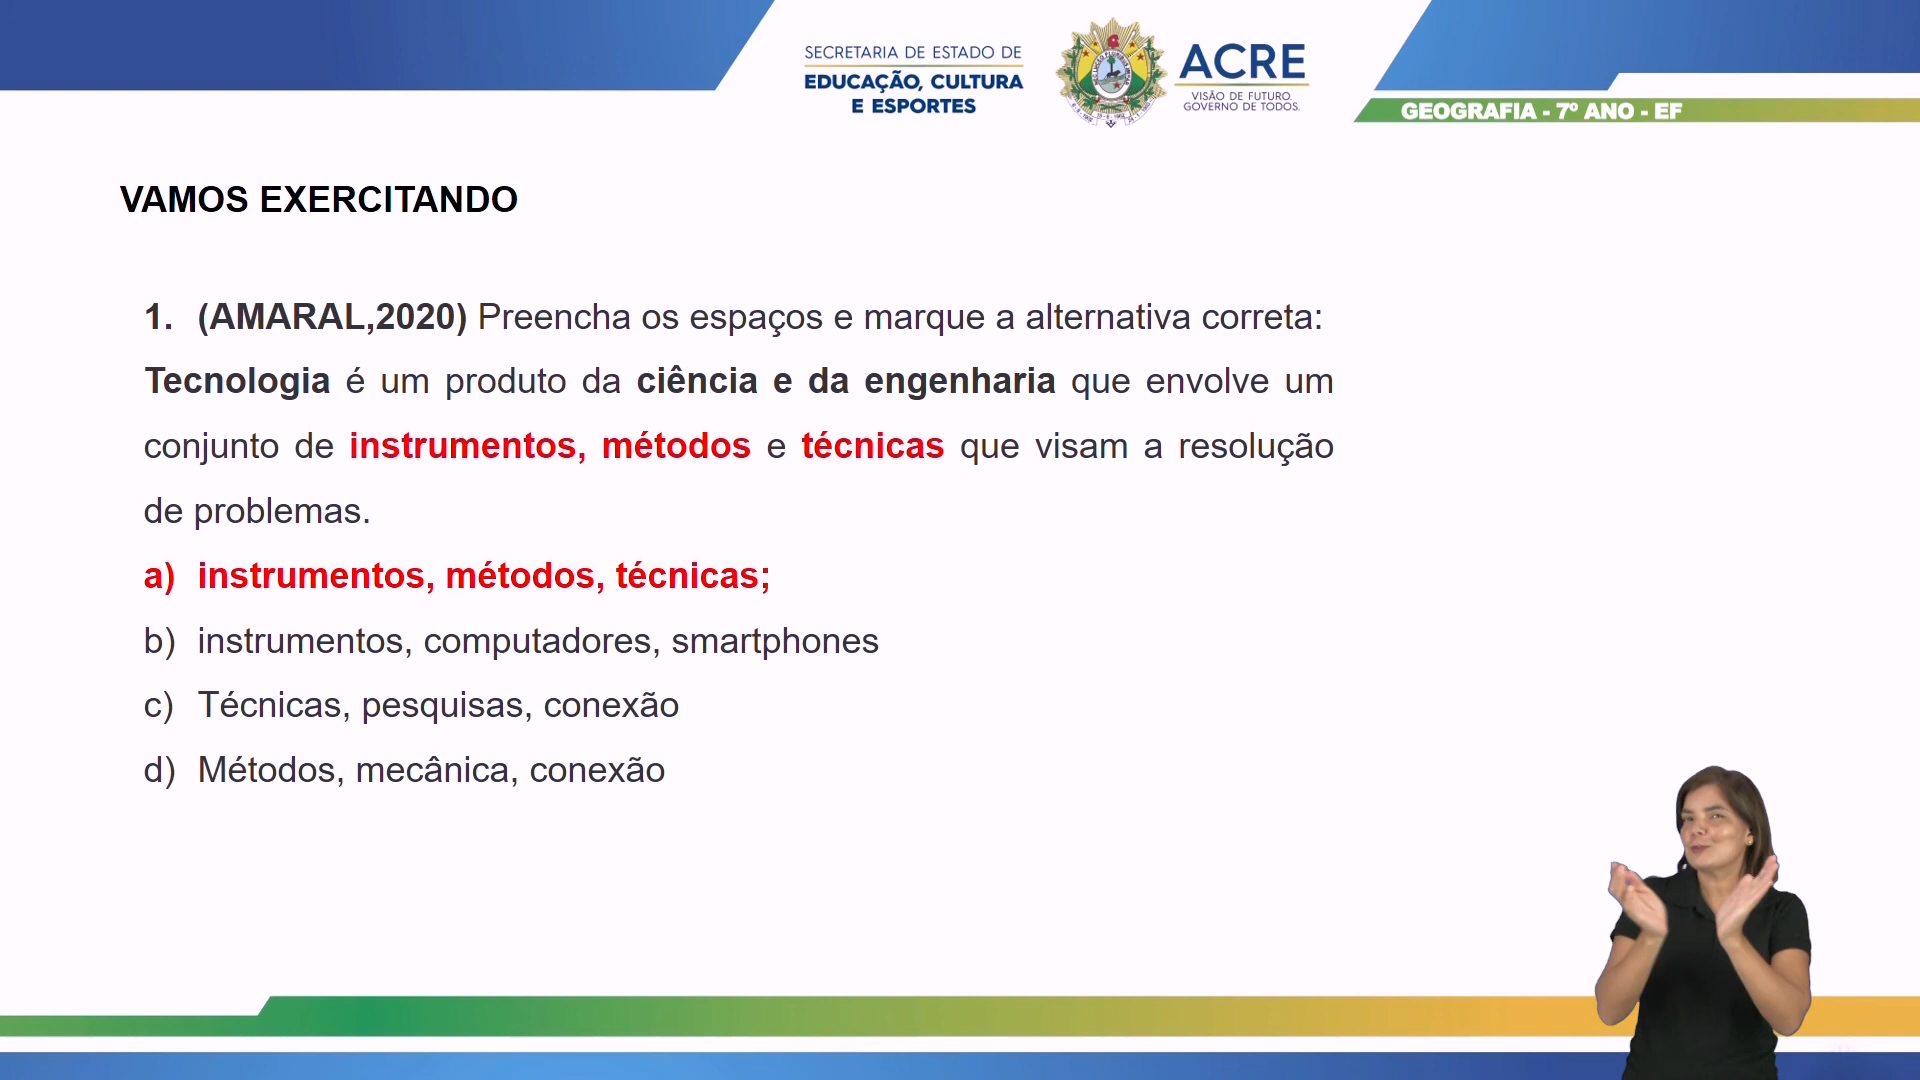 SECRETARIA DE ESTADO DE
EDUCAÇÃO, CULTURA
E ESPORTES
ACRE
VISÃO DE FUTURO.
GOVERNO DE TODOS.
GEOGRAFIA - 7º ANO - EF
VAMOS EXERCITANDO
1. (AMARAL,2020) Preencha os espaços e marque a alternativa correta:
Tecnologia é um produto da ciência e da engenharia que envolve um
conjunto de instrumentos, métodos e técnicas que visam a resolução
de problemas.
a) instrumentos, métodos, técnicas;
b) instrumentos, computadores, smartphones
c) Técnicas, pesquisas, conexão
d) Métodos, mecânica, conexão